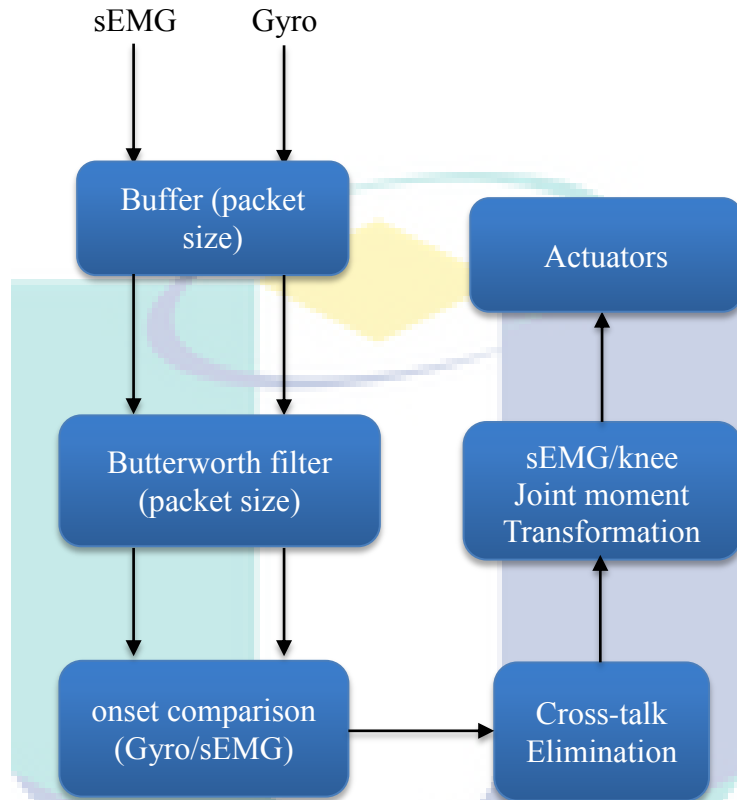 sEMG Gyro
Buffer (packet
size)
Butterworth filter
(packet size)
onset comparison
(Gyro/sEMG)
Cross-talk
Elimination
sEMG/knee
Joint moment
Transformation
Actuators